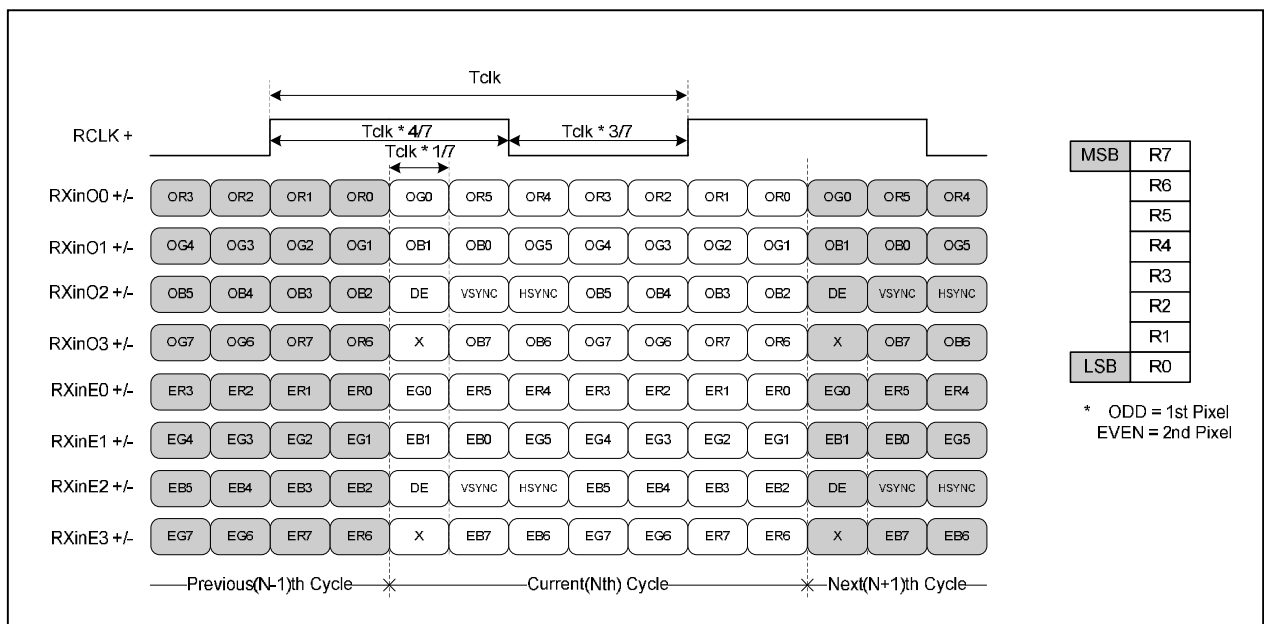 Tclk
RCLK +
Tclk * 4/7
Tclk * 3/7
Tclk * 1/7
RXinO0 +/- OR3 OR2 OR1 OR0 OG0 OR5 OR4 OR3 OR2 OR1 OR0 OG0 OR5 OR4
RXinO1 +/- OG4 OG3 OG2 OG1 OB1 OB0 OG5 OG4 OG3 OG2 OG1 OB1 OB0 OG5
RXinO2 +/- OB5 OB4 OB3 OB2 DE VSYNC HSYNC OB5 OB4 OB3 OB2 DE VSYNC HSYNC
RXinO3 +/- OG7 OG6 OR7 OR6 X OB7 OB6 OG7 OG6 OR7 OR6 X OB7 OB6
RXinE0 +/- ER3 ER2 ER1 ER0 EG0 ER5 ER4 ER3 ER2 ER1 ER0 EG0 ER5 ER4
RXinE1 +/- EG4 EG3 EG2 EG1 EB1 EB0 EG5 EG4 EG3 EG2 EG1 EB1 EB0 EG5
RXinE2 +/- EB5 EB4 EB3 EB2 DE VSYNC HSYNC EB5 EB4 EB3 EB2 DE VSYNC HSYNC
RXinE3 +/- EG7 EG6 ER7 ER6 X EB7 EB6 EG7 EG6 ER7 ER6 X EB7 EB6
Previous(N-1)th Cycle Current(Nth) Cycle Next(N+1)th Cycle
MSB R7
R6
R5
R4
R3
R2
R1
LSB R0
* ODD = 1st Pixel
EVEN = 2nd Pixel